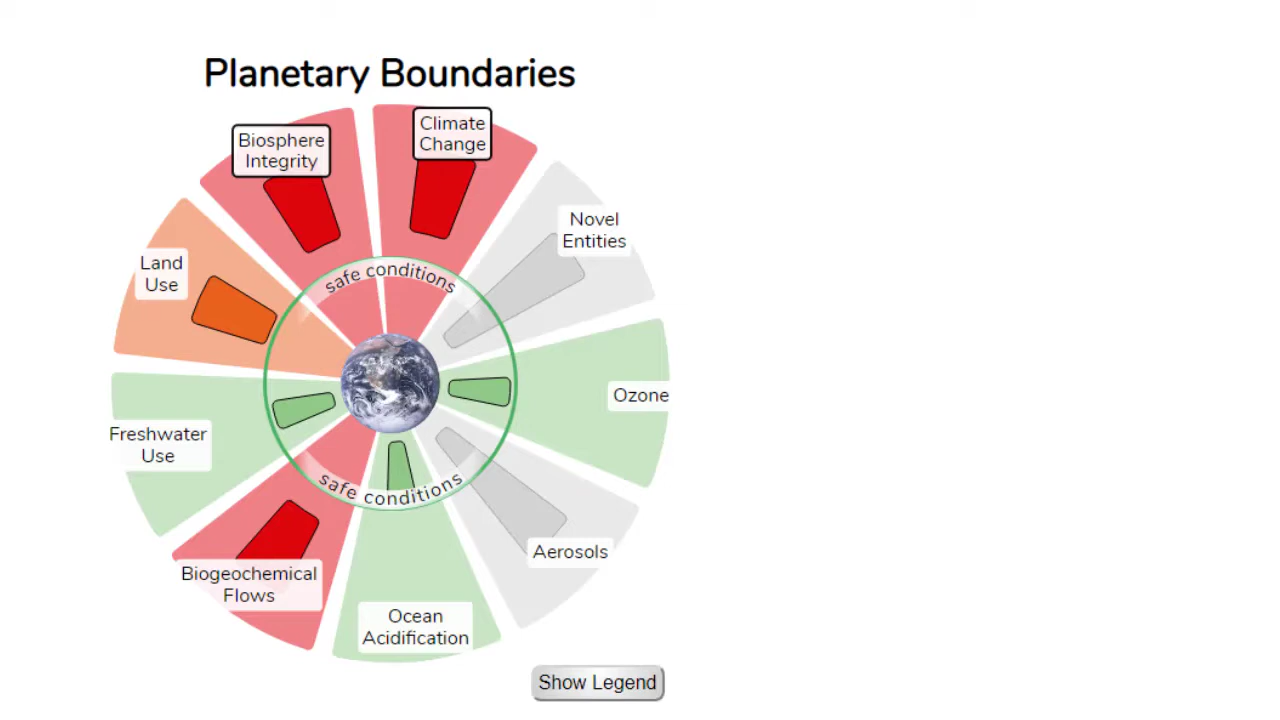 Planetary Boundaries
Climate
Change
Biosphere
Integrity
Novel
Entities
Land
Use
safe conditions
Ozone
Freshwater
Use
safe conditions
Aerosols
Biogeochemical
Flows
Ocean
Acidification
Show Legend